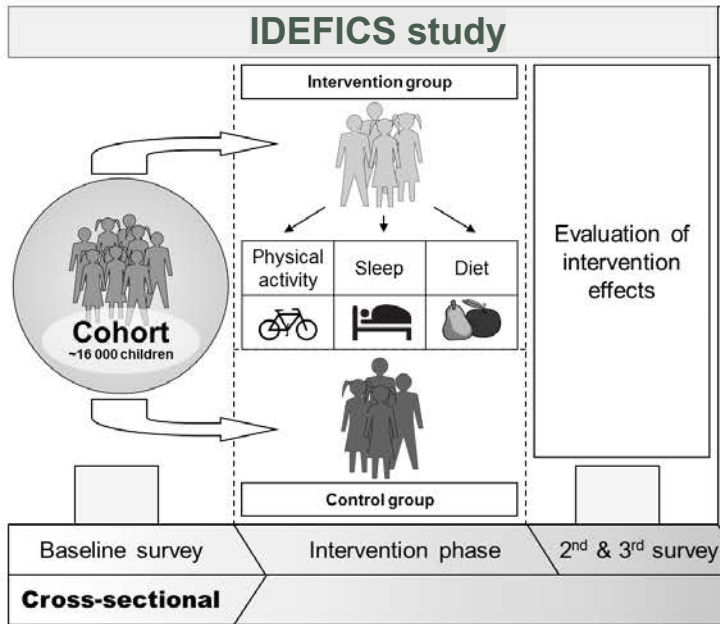 IDEFICS study
Intervention group
Physical
activity
Sleep
Diet
Cohort
~16 000 children
Control group
Evaluation of
intervention
effects
Baseline survey
Intervention phase
2nd & 3rd survey
Cross-sectional